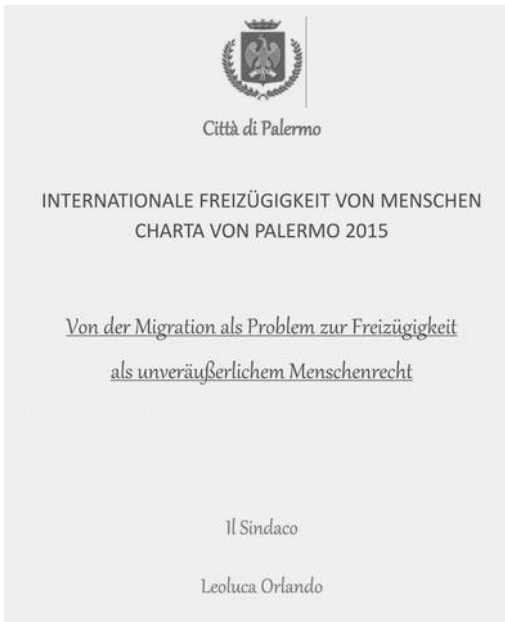 Città di Palermo
INTERNATIONALE FREIZÜGIGKEIT VON MENSCHEN
CHARTA VON PALERMO 2015
Von der Migration als Problem zur Freizügigkeit
als unveräußerlichem Menschenrecht
Il Sindaco
Leoluca Orlando